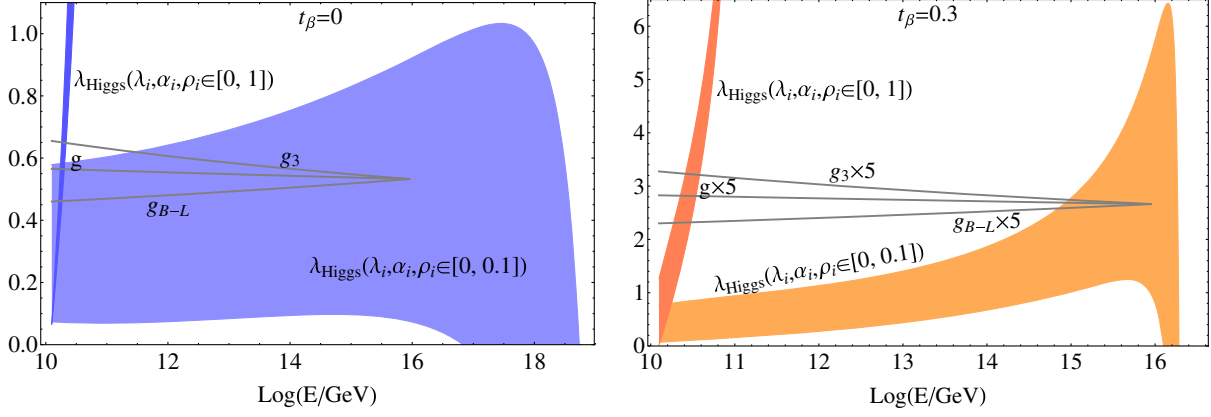 t_β=0
1.0
0.8
0.6
0.4
0.2
0.0
λ_Higgs(λ_i,α_i,ρ_i∈[0, 1])
g_3
g
g_B−L
λ_Higgs(λ_i,α_i,ρ_i∈[0, 0.1])
10
12
14
16
18
Log(E/GeV)
t_β=0.3
6
5
4
3
2
1
0
λ_Higgs(λ_i,α_i,ρ_i∈[0, 1])
g_3×5
g×5
g_B−L×5
λ_Higgs(λ_i,α_i,ρ_i∈[0, 0.1])
10
11
12
13
14
15
16
Log(E/GeV)